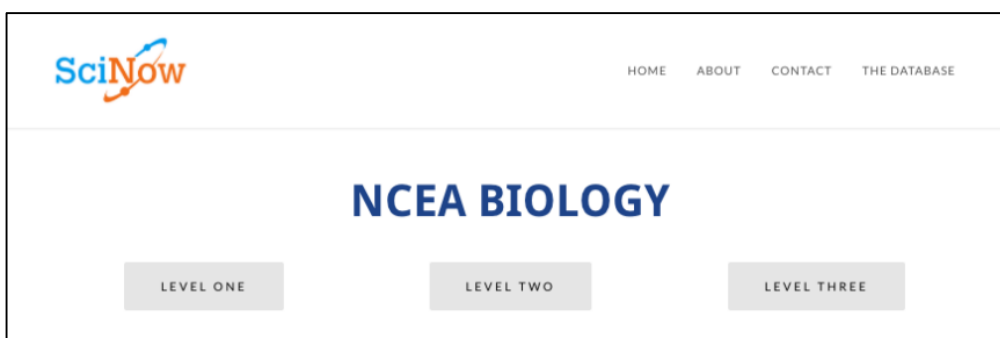 SciNow
HOME ABOUT CONTACT THE DATABASE
NCEA BIOLOGY
LEVEL ONE LEVEL TWO LEVEL THREE